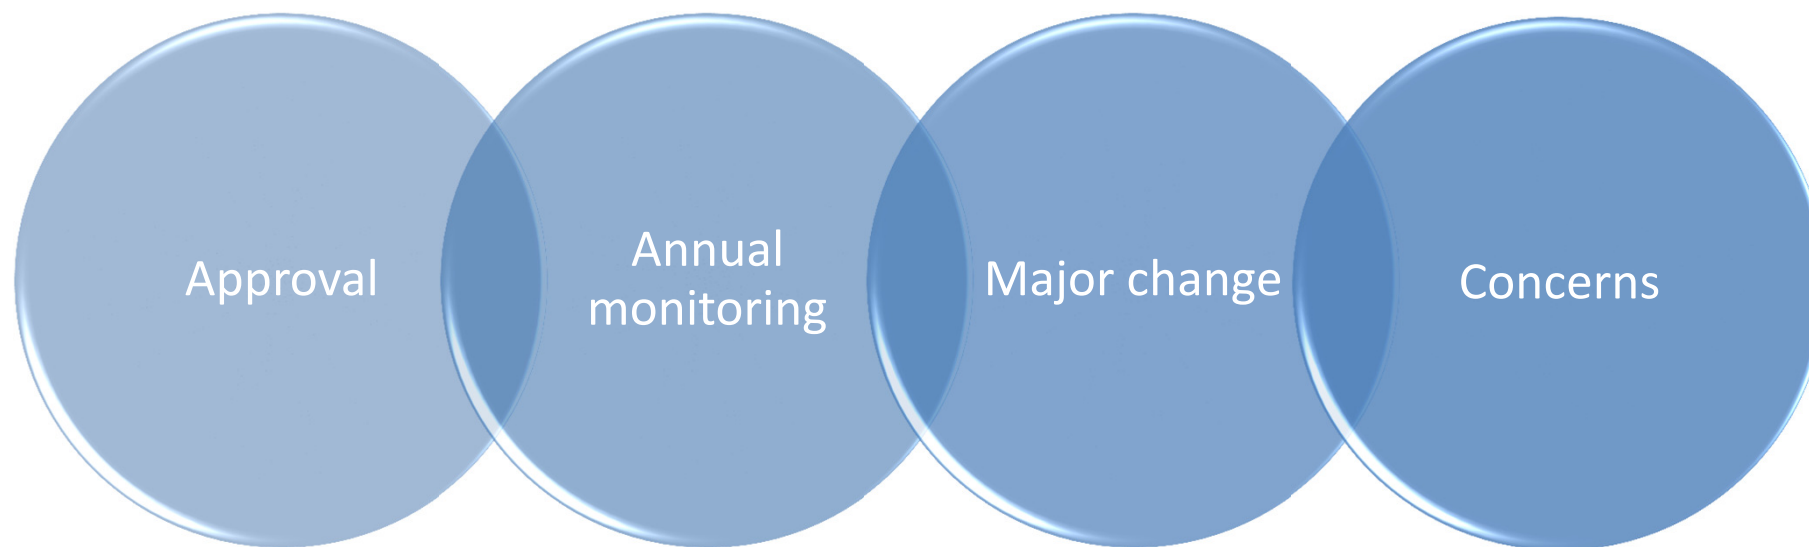 Approval
Annual
monitoring
Major change
Concerns